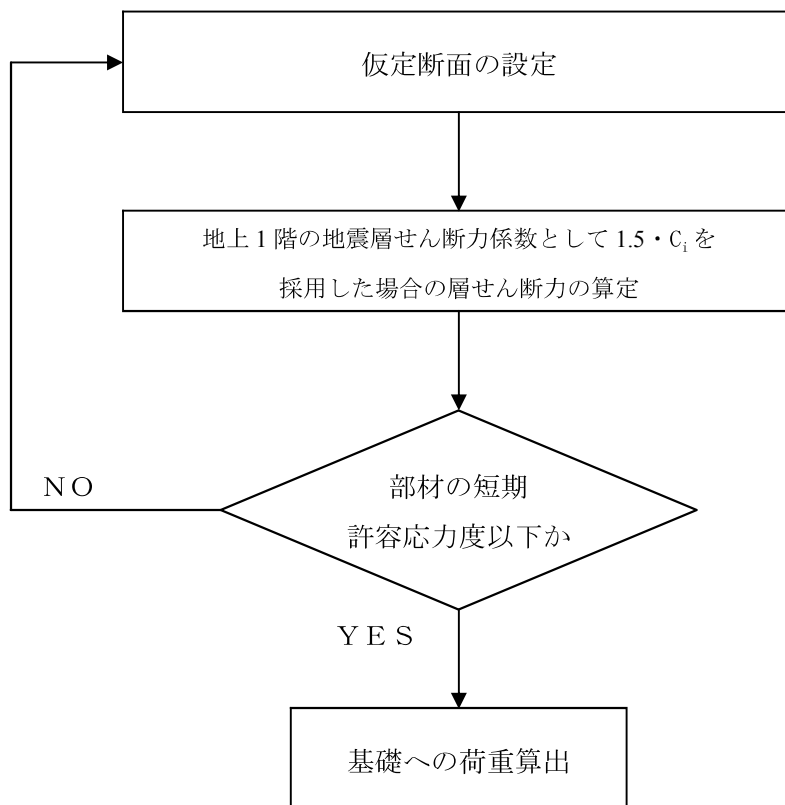 仮定断面の設定
地上1階の地震層せん断力係数として1.5・Ciを
採用した場合の層せん断力の算定
部材の短期
許容応力度以下か
NO
YES
基礎への荷重算出